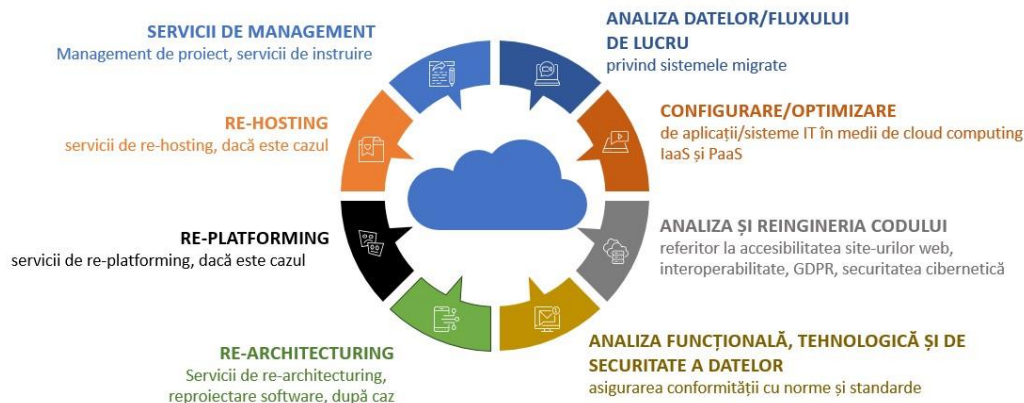 SERVICII DE MANAGEMENT
Management de proiect, servicii de instruire
RE-HOSTING
servicii de re-hosting, dacă este cazul
RE-PLATFORMING
servicii de re-platforming, dacă este cazul
RE-ARCHITECTURING
Servicii de re-architecturing,
reproiectare software, după caz
ANALIZA DATELOR/FLUXULUI
DE LUCRU
privind sistemele migrate
CONFIGURARE/OPTIMIZARE
de aplicații/sisteme IT în medii de cloud computing
IaaS și PaaS
ANALIZA ȘI REINGINERIA CODULUI
referitor la accesibilitatea site-urilor web,
interoperabilitate, GDPR, securitatea cibernetică
ANALIZA FUNCȚIONALĂ, TEHNOLOGICĂ ȘI DE
SECURITATE A DATELOR
asigurarea conformității cu norme și standarde